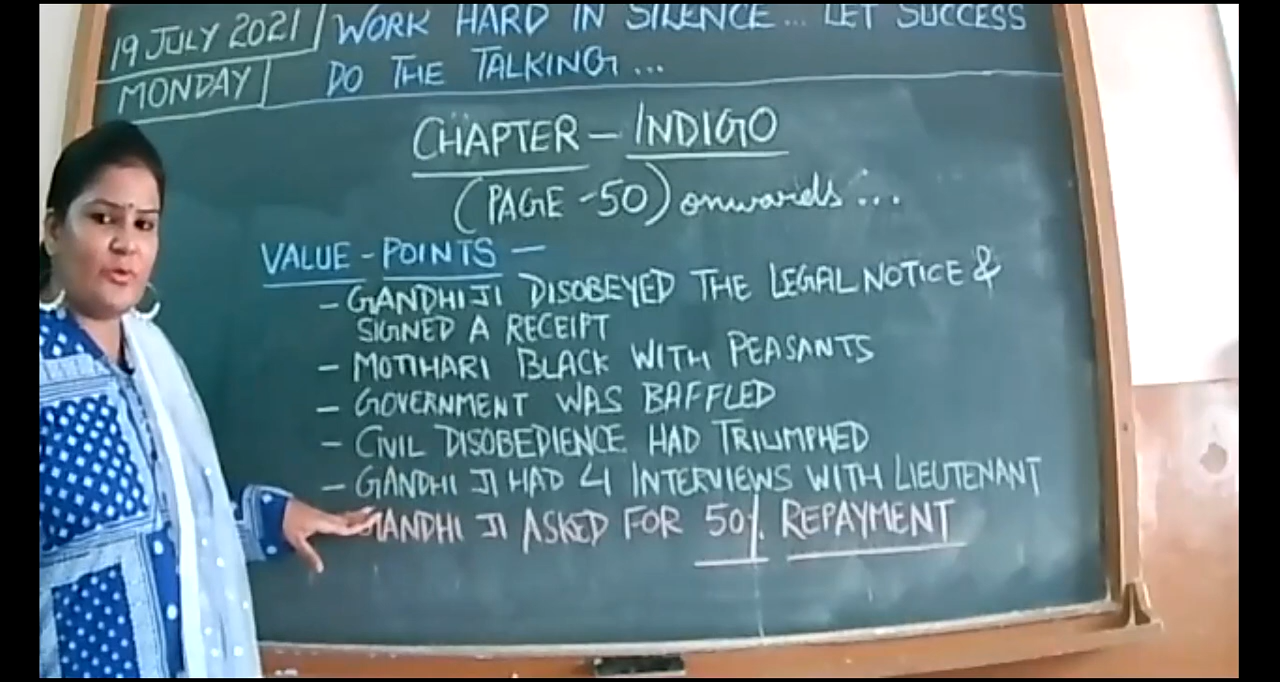 19 JULY 2021 WORK HARD IN SILENCE... LET SUCCESS
MONDAY DO THE TALKING...
CHAPTER - INDIGO
(PAGE -50) onwards...
VALUE-POINTS -
- GANDHI JI DISOBEYED THE LEGAL NOTICE &
SIGNED A RECEIPT
- MOTIHARI BLACK WITH PEASANTS
- GOVERNMENT WAS BAFFLED
- CIVIL DISOBEDIENCE HAD TRIUMPHED
- GANDHI JI HAD 4 INTERVIEWS WITH LIEUTENANT
GANDHI JI ASKED FOR 50% REPAYMENT